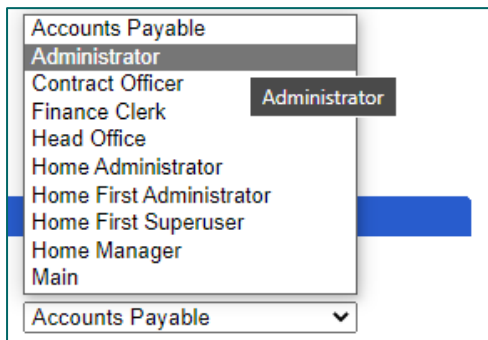 Accounts Payable
Administrator
Contract Officer
Administrator
Finance Clerk
Head Office
Home Administrator
Home First Administrator
Home First Superuser
Home Manager
Main
Accounts Payable